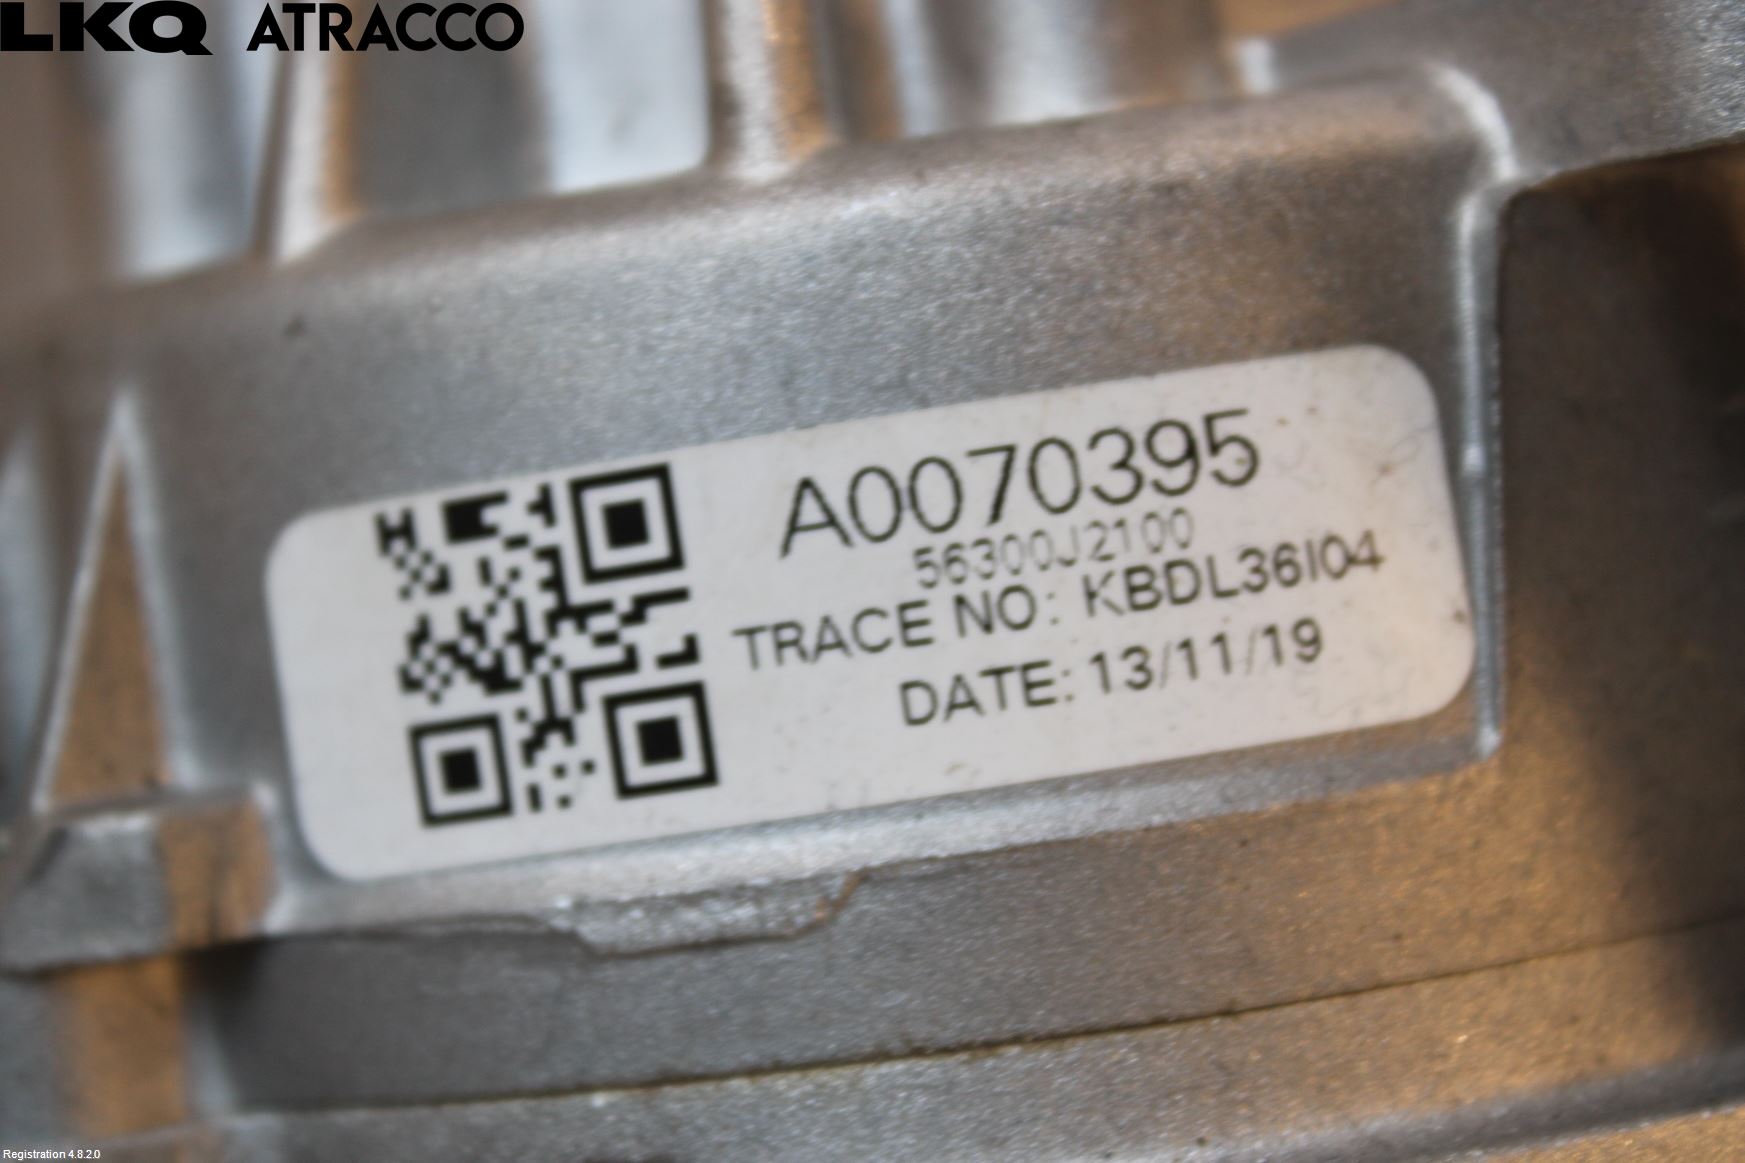 LKQ ATRACCO
A0070395
56300J2100
TRACE NO: KBDL36I04
DATE: 13/11/19
Registration 4.8.2.0